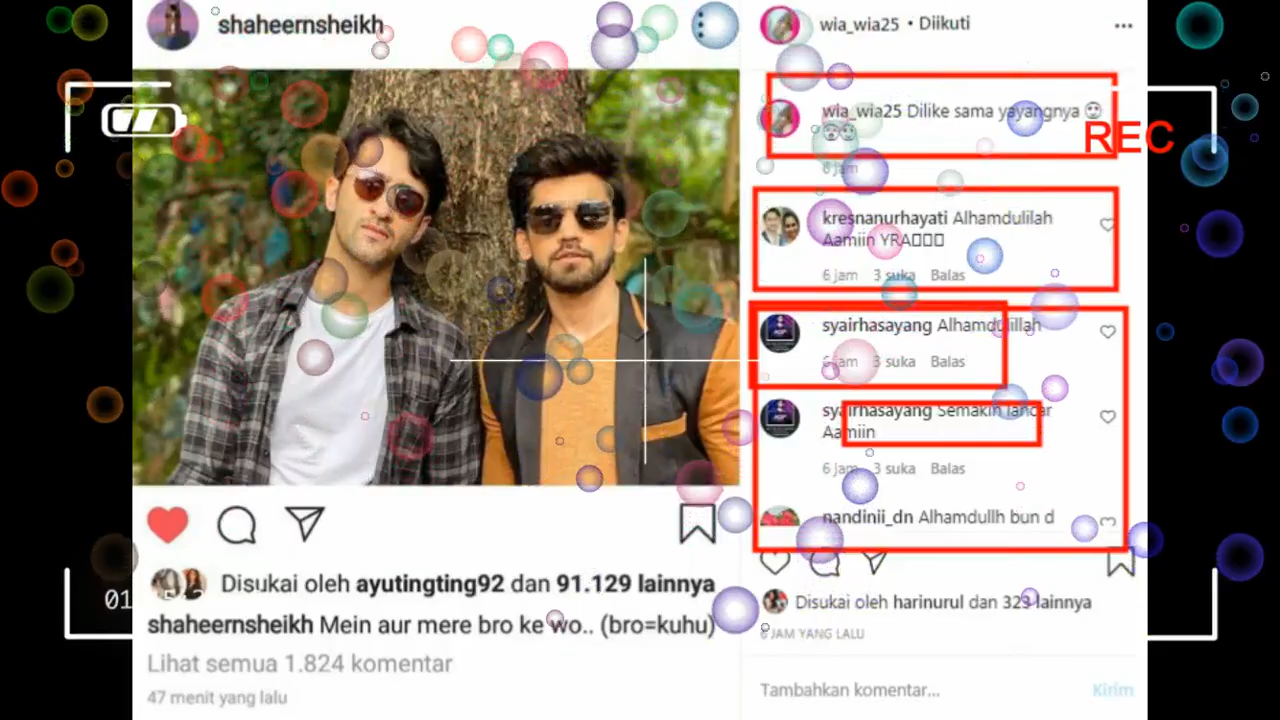 shaheernsheikh
Disukai oleh ayutingting92 dan 91.129 lainnya
shaheernsheikh Mein aur mere bro ke wo.. (bro=kuhu)
Lihat semua 1.824 komentar
47 menit yang lalu
wia_wia25 • Diikuti
wia_wia25 Dilike sama yayangnya
6 jam
REC
kresnanurhayati Alhamdulilah
Aamiin YRA
6 jam 3 suka Balas
syairhasayang Alhamdulillah
6 jam 3 suka Balas
syairhasayang Semakin lancar
Aamiin
6 jam 3 suka Balas
nandinii_dn Alhamdullh bun d
Disukai oleh harinurul dan 323 lainnya
6 JAM YANG LALU
Tambahkan komentar... Kirim
01